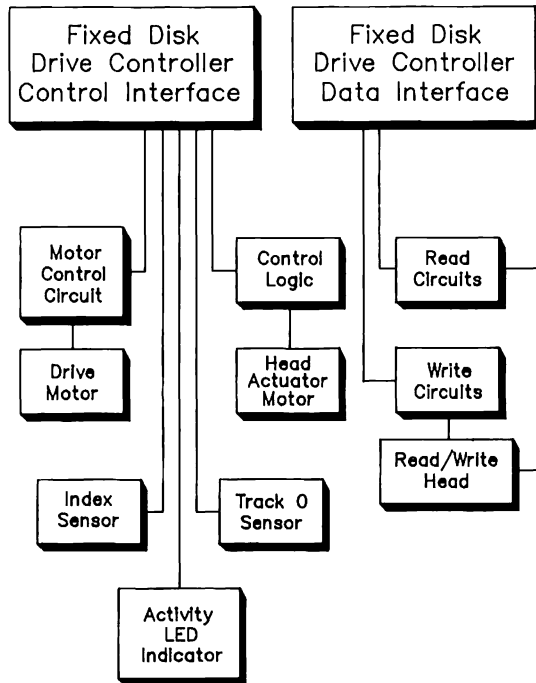 Fixed Disk
Drive Controller
Control Interface
Fixed Disk
Drive Controller
Data Interface
Motor
Control
Circuit
Control
Logic
Read
Circuits
Drive
Motor
Head
Actuator
Motor
Write
Circuits
Read/Write
Head
Index
Sensor
Track 0
Sensor
Activity
LED
Indicator